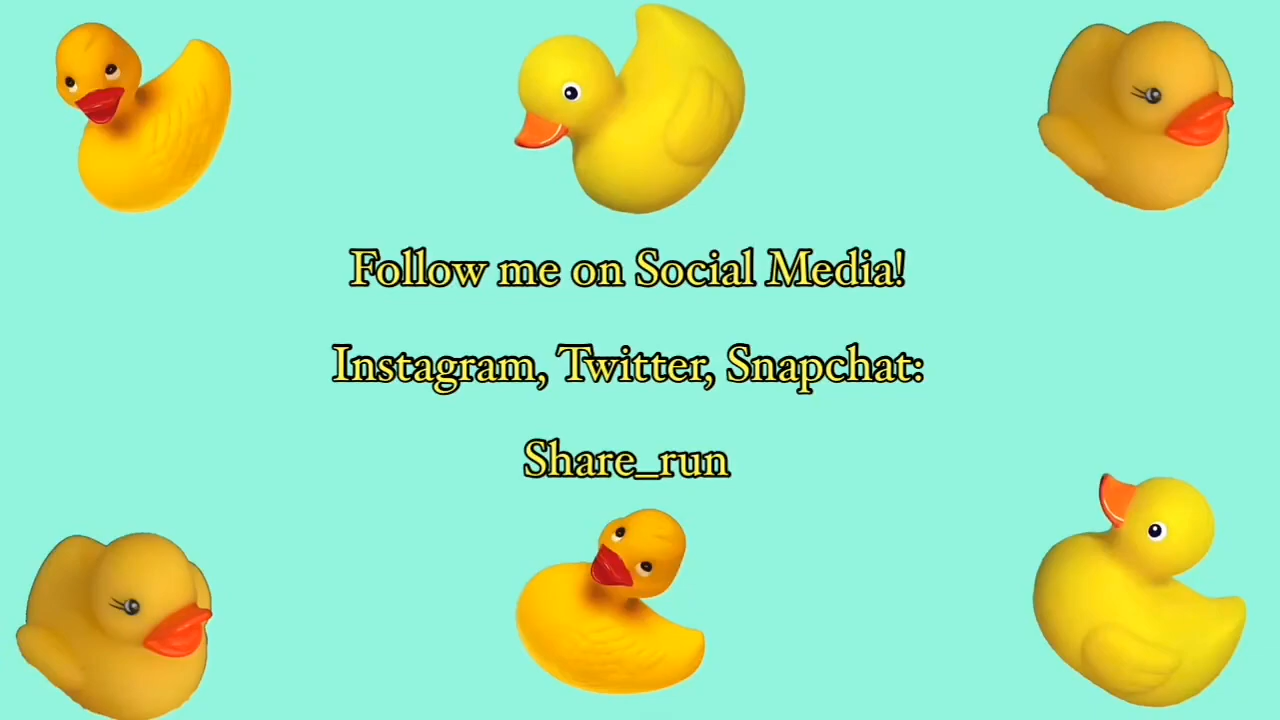 Follow me on Social Media!
Instagram, Twitter, Snapchat:
Share_run